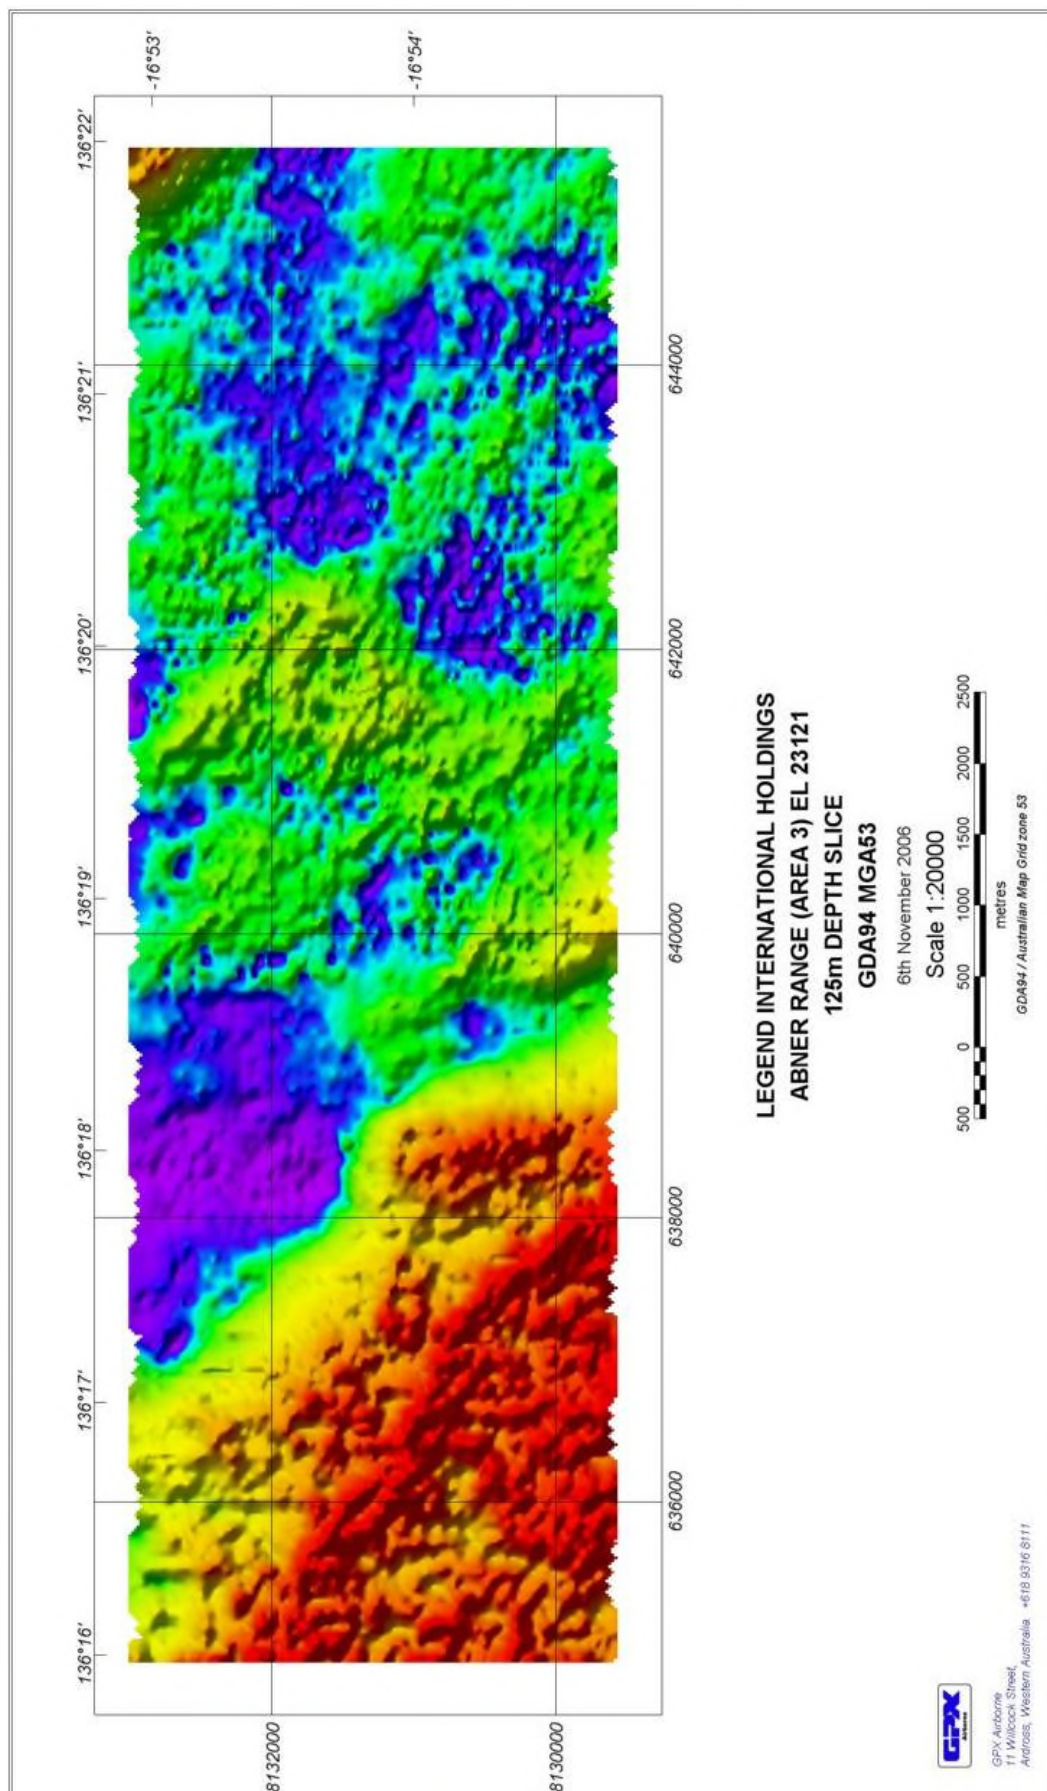 136°16'
136°17'
136°18'
136°19'
136°20'
136°21'
136°22'
-16°53'
-16°54'
8132000
8130000
636000
638000
640000
642000
644000
LEGEND INTERNATIONAL HOLDINGS
ABNER RANGE (AREA 3) EL 23121
125m DEPTH SLICE
GDA94 MGA53
6th November 2006
Scale 1:20000
500 0 500 1000 1500 2000 2500
metres
GDA94 / Australian Map Grid zone 53
GPX
Airborne
GPX Airborne
11 Willcock Street,
Ardross, Western Australia. +618 9316 8111